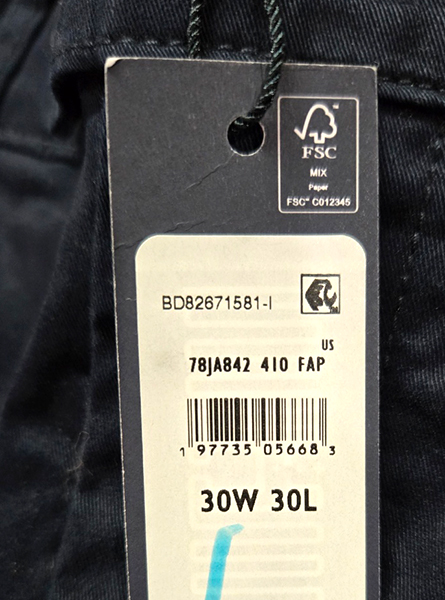 FSC
MIX
Paper
FSC® C012345
BD82671581-I
US
78JA842 410 FAP
1 97735 05668 3
30W 30L